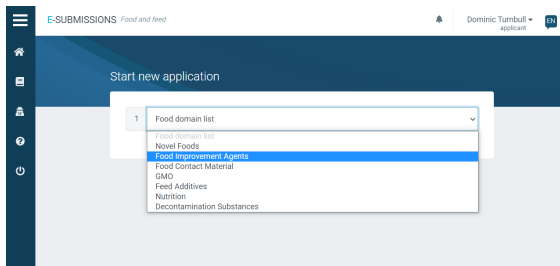 E-SUBMISSIONS Food and feed
Dominic Turnbull
applicant
EN
Start new application
1 Food domain list
Food domain list
Novel Foods
Food Improvement Agents
Food Contact Material
GMO
Feed Additives
Nutrition
Decontamination Substances